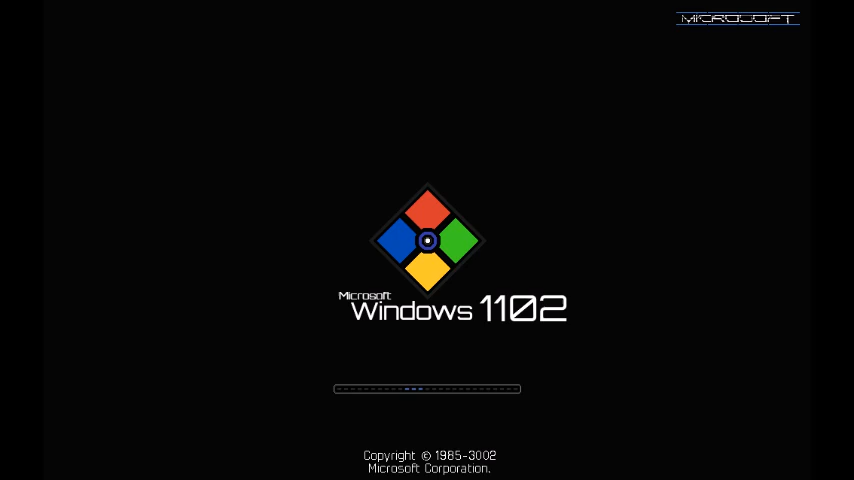 MICROSOFT
Microsoft
Windows 1102
Copyright © 1985-3002
Microsoft Corporation.